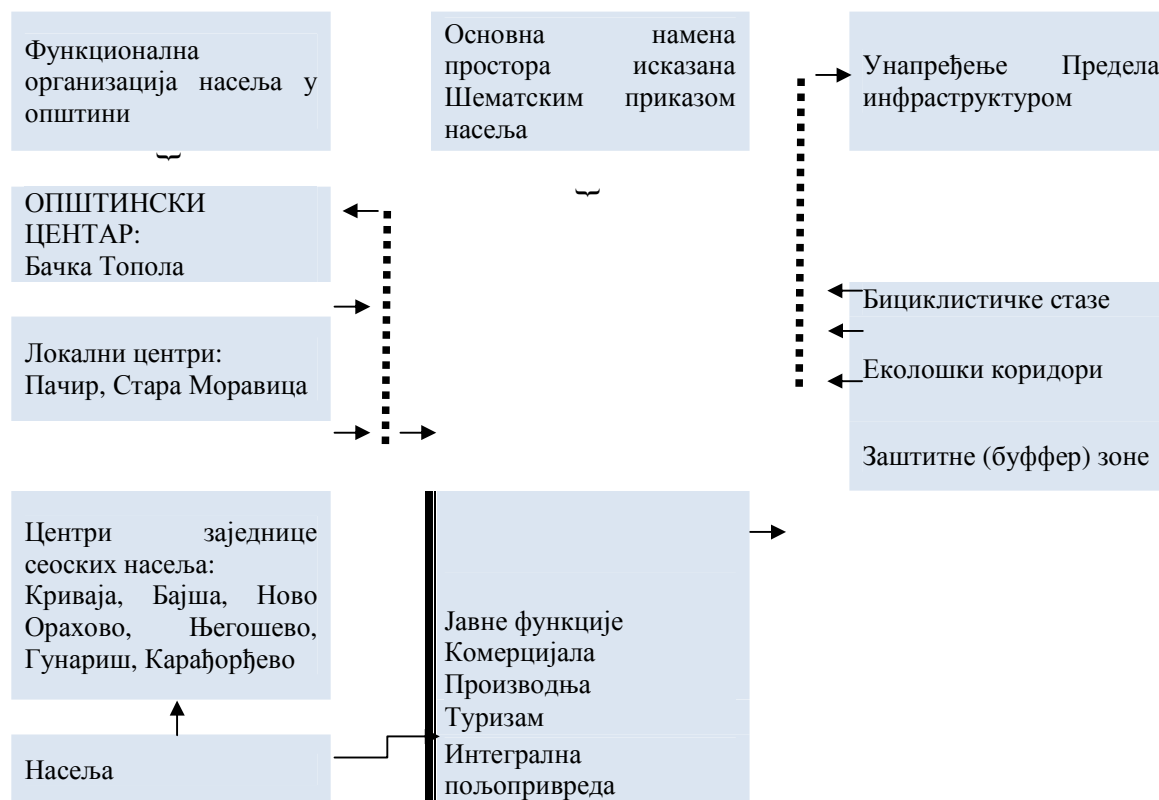 Функционална
организација насеља у
општини
Основна намена
простора исказана
Шематским приказом
насеља
Унапређење Предела
инфраструктуром
ОПШТИНСКИ
ЦЕНТАР:
Бачка Топола
Локални центри:
Пачир, Стара Моравица
Бициклистичке стазе
Еколошки коридори
Заштитне (буффер) зоне
Центри заједнице
сеоских насеља:
Криваја, Бајша, Ново
Орахово, Његошево,
Гунариш, Карађорђево
Насеља
Јавне функције
Комерцијала
Производња
Туризам
Интегрална
пољопривреда